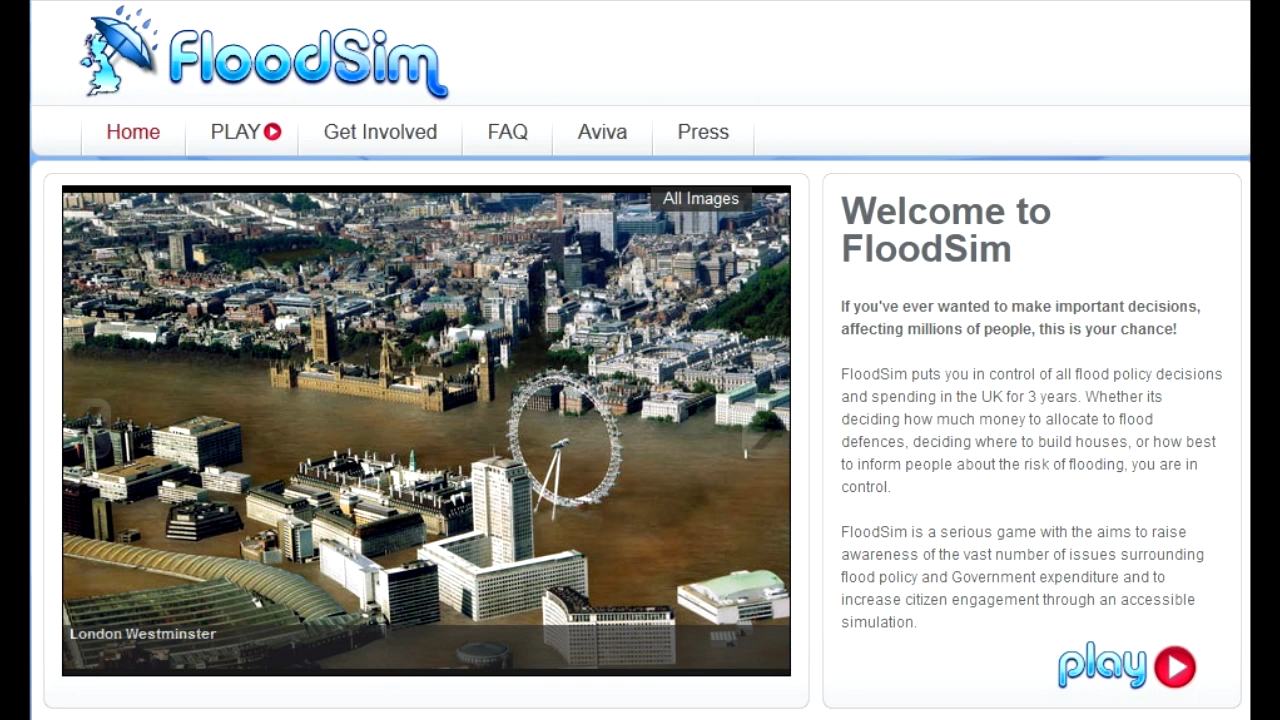 FloodSim
Home
PLAY
Get Involved
FAQ
Aviva
Press
All Images
London Westminster
Welcome to
FloodSim
If you've ever wanted to make important decisions,
affecting millions of people, this is your chance!
FloodSim puts you in control of all flood policy decisions
and spending in the UK for 3 years. Whether its
deciding how much money to allocate to flood
defences, deciding where to build houses, or how best
to inform people about the risk of flooding, you are in
control.
FloodSim is a serious game with the aims to raise
awareness of the vast number of issues surrounding
flood policy and Government expenditure and to
increase citizen engagement through an accessible
simulation.
play